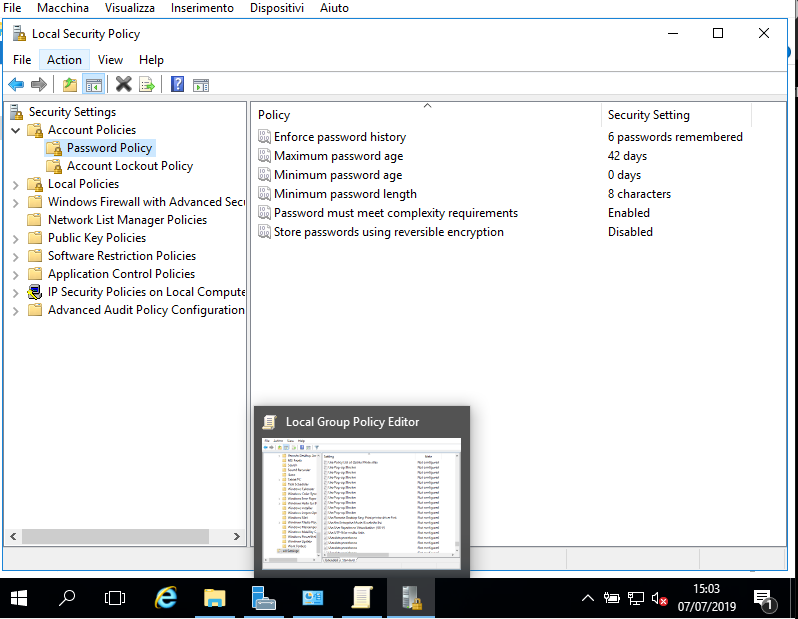 File Macchina Visualizza Inserimento Dispositivi Aiuto
Local Security Policy
File Action View Help
Security Settings
Account Policies
Password Policy
Account Lockout Policy
Local Policies
Windows Firewall with Advanced Secu
Network List Manager Policies
Public Key Policies
Software Restriction Policies
Application Control Policies
IP Security Policies on Local Compute
Advanced Audit Policy Configuration
Policy Security Setting
Enforce password history 6 passwords remembered
Maximum password age 42 days
Minimum password age 0 days
Minimum password length 8 characters
Password must meet complexity requirements Enabled
Store passwords using reversible encryption Disabled
Local Group Policy Editor
15:03
07/07/2019
1